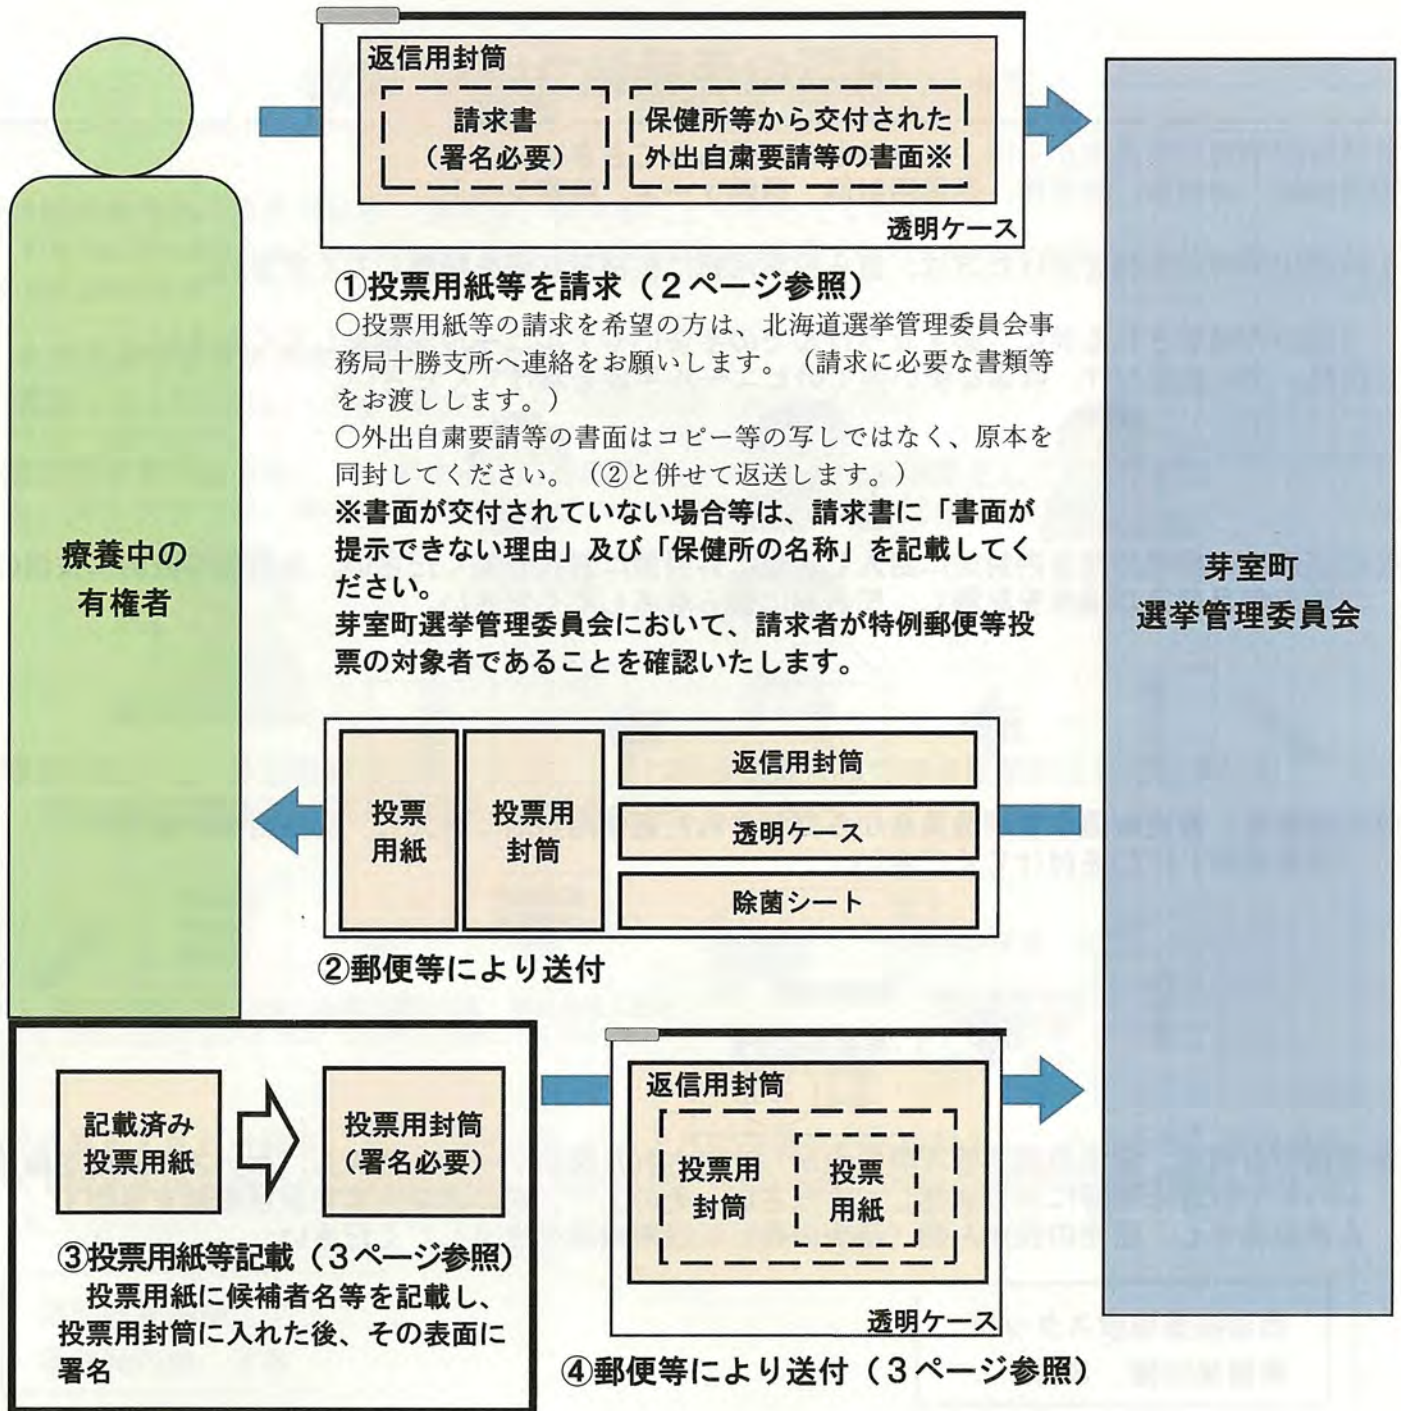 返信用封筒
請求書
（署名必要）
保健所等から交付された
外出自粛要請等の書面※
透明ケース
①投票用紙等を請求（２ページ参照）
○投票用紙等の請求を希望の方は、北海道選挙管理委員会事
務局十勝支所へ連絡をお願いします。（請求に必要な書類等
をお渡しします。）
○外出自粛要請等の書面はコピー等の写しではなく、原本を
同封してください。（②と併せて返送します。）
※書面が交付されていない場合等は、請求書に「書面が
提示できない理由」及び「保健所の名称」を記載してく
ださい。
芽室町選挙管理委員会において、請求者が特例郵便等投
票の対象者であることを確認いたします。
療養中の
有権者
芽室町
選挙管理委員会
投票
用紙
投票用
封筒
返信用封筒
透明ケース
除菌シート
②郵便等により送付
記載済み
投票用紙
投票用封筒
（署名必要）
③投票用紙等記載（３ページ参照）
投票用紙に候補者名等を記載し、
投票用封筒に入れた後、その表面に
署名
返信用封筒
投票用
封筒
投票
用紙
透明ケース
④郵便等により送付（３ページ参照）